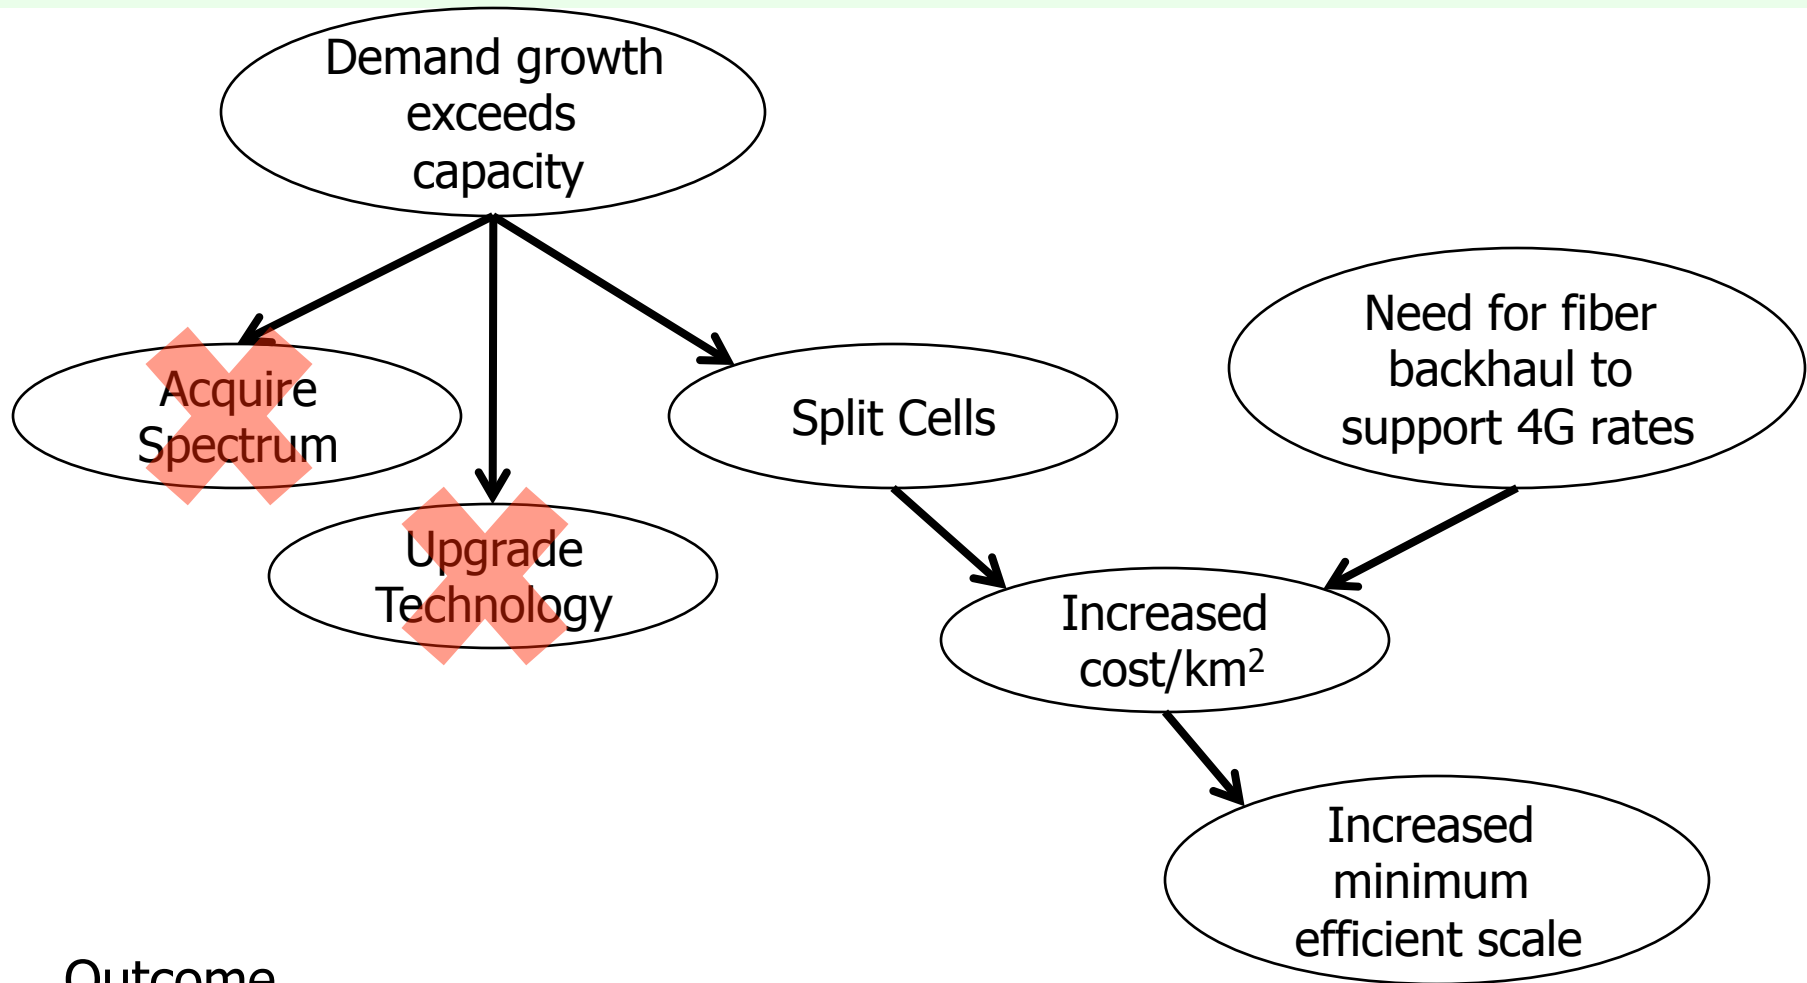 Demand growth
exceeds
capacity
Acquire
Spectrum
Upgrade
Technology
Split Cells
Need for fiber
backhaul to
support 4G rates
Increased
cost/km²
Increased
minimum
efficient scale
Outcome